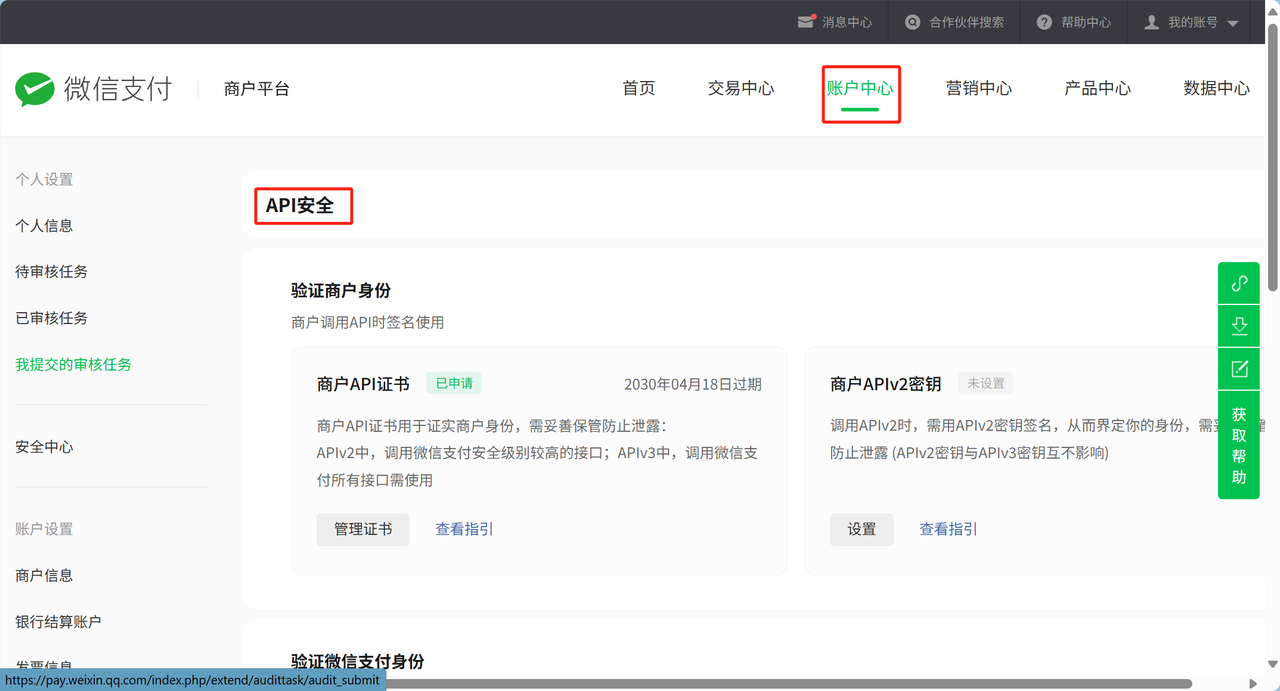 消息中心
合作伙伴搜索
帮助中心
我的账号
微信支付
商户平台
首页
交易中心
账户中心
营销中心
产品中心
数据中心
个人设置
个人信息
待审核任务
已审核任务
我提交的审核任务
安全中心
账户设置
商户信息
银行结算账户
发票信息
API安全
验证商户身份
商户调用API时签名使用
商户API证书
已申请
2030年04月18日过期
商户API证书用于证实商户身份，需妥善保管防止泄露：
APIv2中，调用微信支付安全级别较高的接口；APIv3中，调用微信支
付所有接口需使用
管理证书
查看指引
商户APIv2密钥
未设置
调用APIv2时，需用APIv2密钥签名，从而界定你的身份，需
防止泄露 (APIv2密钥与APIv3密钥互不影响)
设置
查看指引
验证微信支付身份
获
取
帮
助
https://pay.weixin.qq.com/index.php/extend/audittask/audit_submit